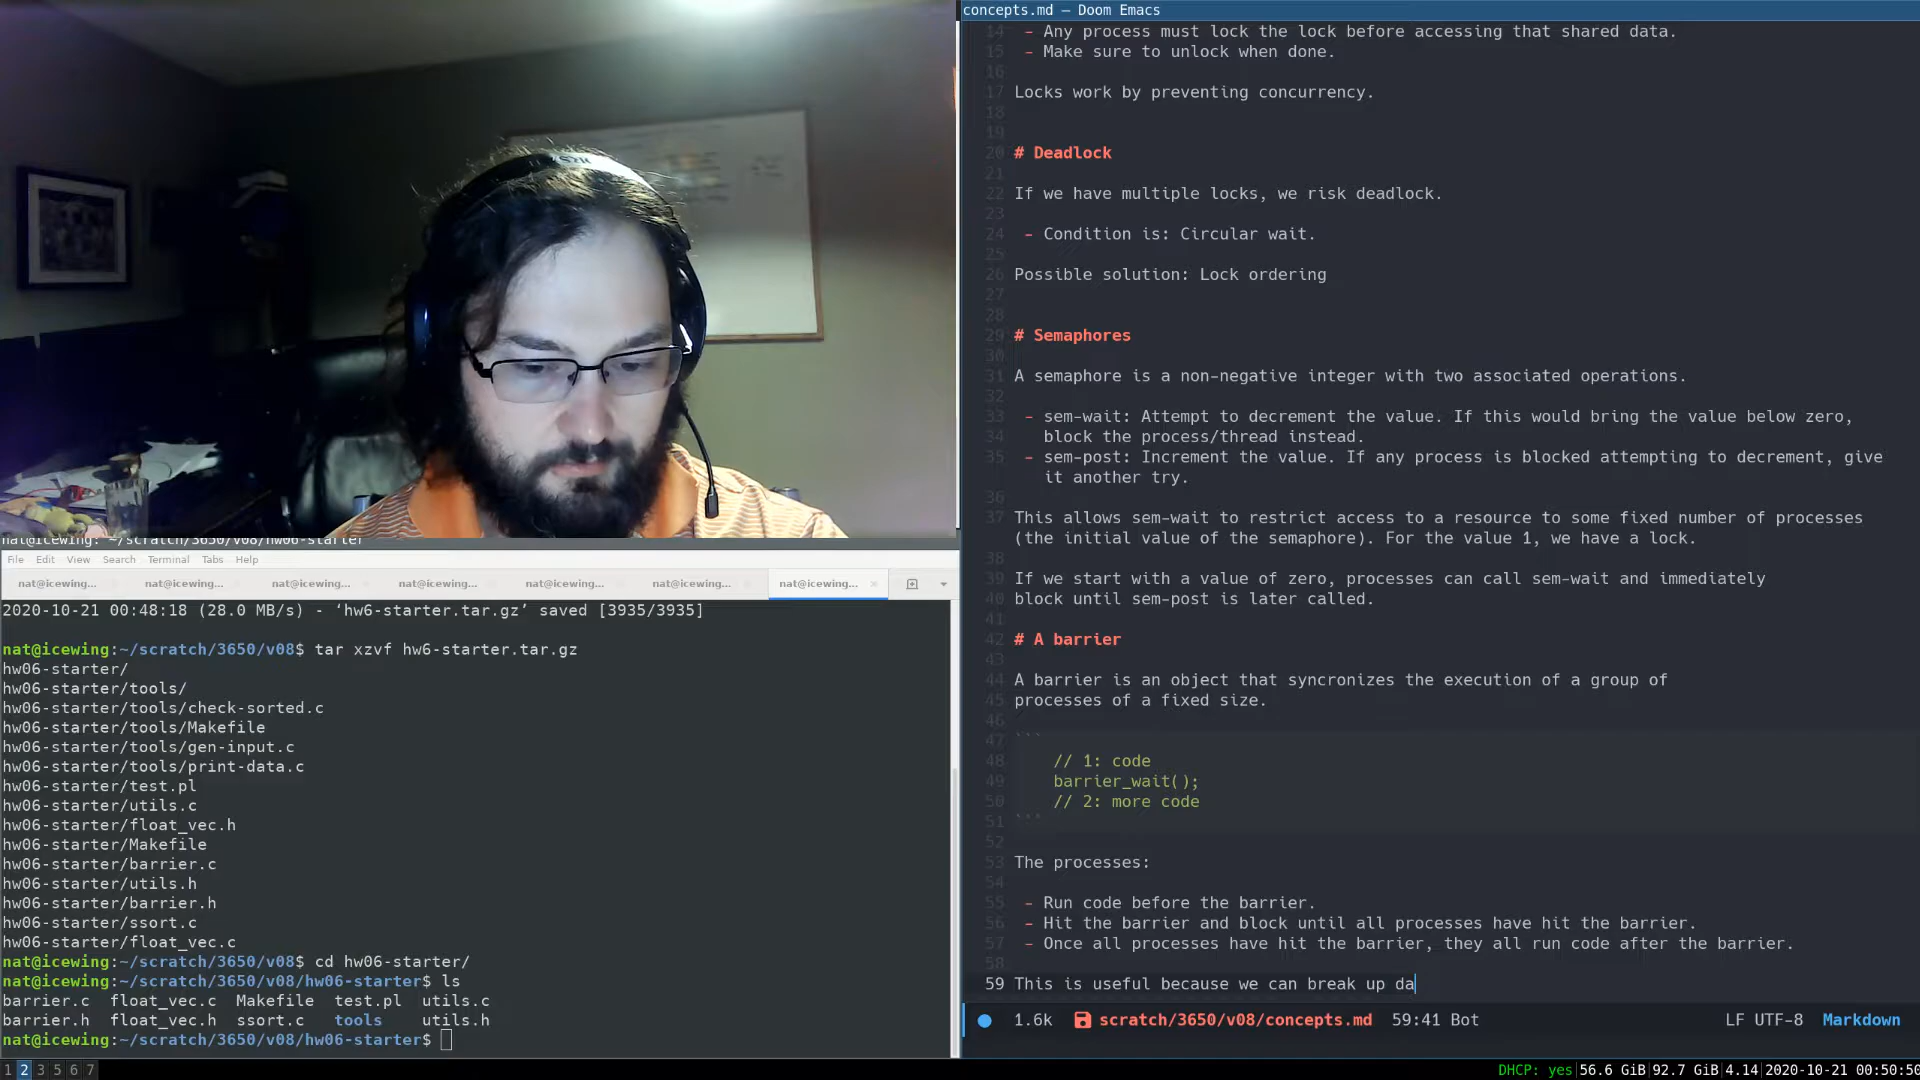 concepts.md – Doom Emacs
14 - Any process must lock the lock before accessing that shared data.
15 - Make sure to unlock when done.
16
17 Locks work by preventing concurrency.
18
19
20 # Deadlock
21
22 If we have multiple locks, we risk deadlock.
23
24 - Condition is: Circular wait.
25
26 Possible solution: Lock ordering
27
28
29 # Semaphores
30
31 A semaphore is a non-negative integer with two associated operations.
32
33 - sem-wait: Attempt to decrement the value. If this would bring the value below zero,
34 block the process/thread instead.
35 - sem-post: Increment the value. If any process is blocked attempting to decrement, give
it another try.
36
37 This allows sem-wait to restrict access to a resource to some fixed number of processes
(the initial value of the semaphore). For the value 1, we have a lock.
38
39 If we start with a value of zero, processes can call sem-wait and immediately
40 block until sem-post is later called.
41
42 # A barrier
43
44 A barrier is an object that syncronizes the execution of a group of
45 processes of a fixed size.
46
47 ```
48 // 1: code
49 barrier_wait();
50 // 2: more code
51 ```
52
53 The processes:
54
55 - Run code before the barrier.
56 - Hit the barrier and block until all processes have hit the barrier.
57 - Once all processes have hit the barrier, they all run code after the barrier.
58
59 This is useful because we can break up da
1.6k scratch/3650/v08/concepts.md 59:41 Bot LF UTF-8 Markdown
nat@icewing: ~/scratch/3650/v08/hw06-starter
File Edit View Search Terminal Tabs Help
nat@icewing:... nat@icewing:... nat@icewing:... nat@icewing:... nat@icewing:... nat@icewing:... nat@icewing:... ×
2020-10-21 00:48:18 (28.0 MB/s) - ‘hw6-starter.tar.gz’ saved [3935/3935]
nat@icewing:~/scratch/3650/v08$ tar xzvf hw6-starter.tar.gz
hw06-starter/
hw06-starter/tools/
hw06-starter/tools/check-sorted.c
hw06-starter/tools/Makefile
hw06-starter/tools/gen-input.c
hw06-starter/tools/print-data.c
hw06-starter/test.pl
hw06-starter/utils.c
hw06-starter/float_vec.h
hw06-starter/Makefile
hw06-starter/barrier.c
hw06-starter/utils.h
hw06-starter/barrier.h
hw06-starter/ssort.c
hw06-starter/float_vec.c
nat@icewing:~/scratch/3650/v08$ cd hw06-starter/
nat@icewing:~/scratch/3650/v08/hw06-starter$ ls
barrier.c float_vec.c Makefile test.pl utils.c
barrier.h float_vec.h ssort.c tools utils.h
nat@icewing:~/scratch/3650/v08/hw06-starter$
1 2 3 5 6 7
DHCP: yes|56.6 GiB|92.7 GiB|4.14|2020-10-21 00:50:50